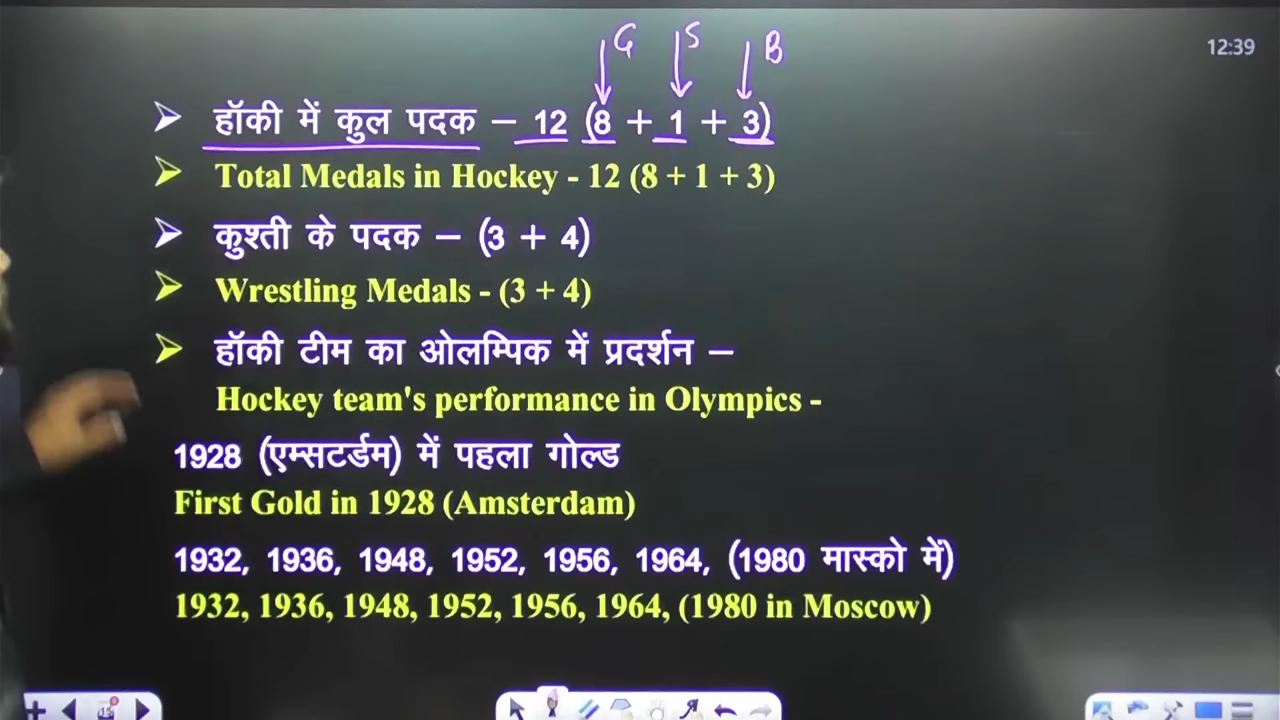 G S B
12:39
➢ हॉकी में कुल पदक – 12 (8 + 1 + 3)
➢ Total Medals in Hockey - 12 (8 + 1 + 3)
➢ कुश्ती के पदक – (3 + 4)
➢ Wrestling Medals - (3 + 4)
➢ हॉकी टीम का ओलम्पिक में प्रदर्शन –
Hockey team's performance in Olympics -
1928 (एम्सटर्डम) में पहला गोल्ड
First Gold in 1928 (Amsterdam)
1932, 1936, 1948, 1952, 1956, 1964, (1980 मास्को में)
1932, 1936, 1948, 1952, 1956, 1964, (1980 in Moscow)